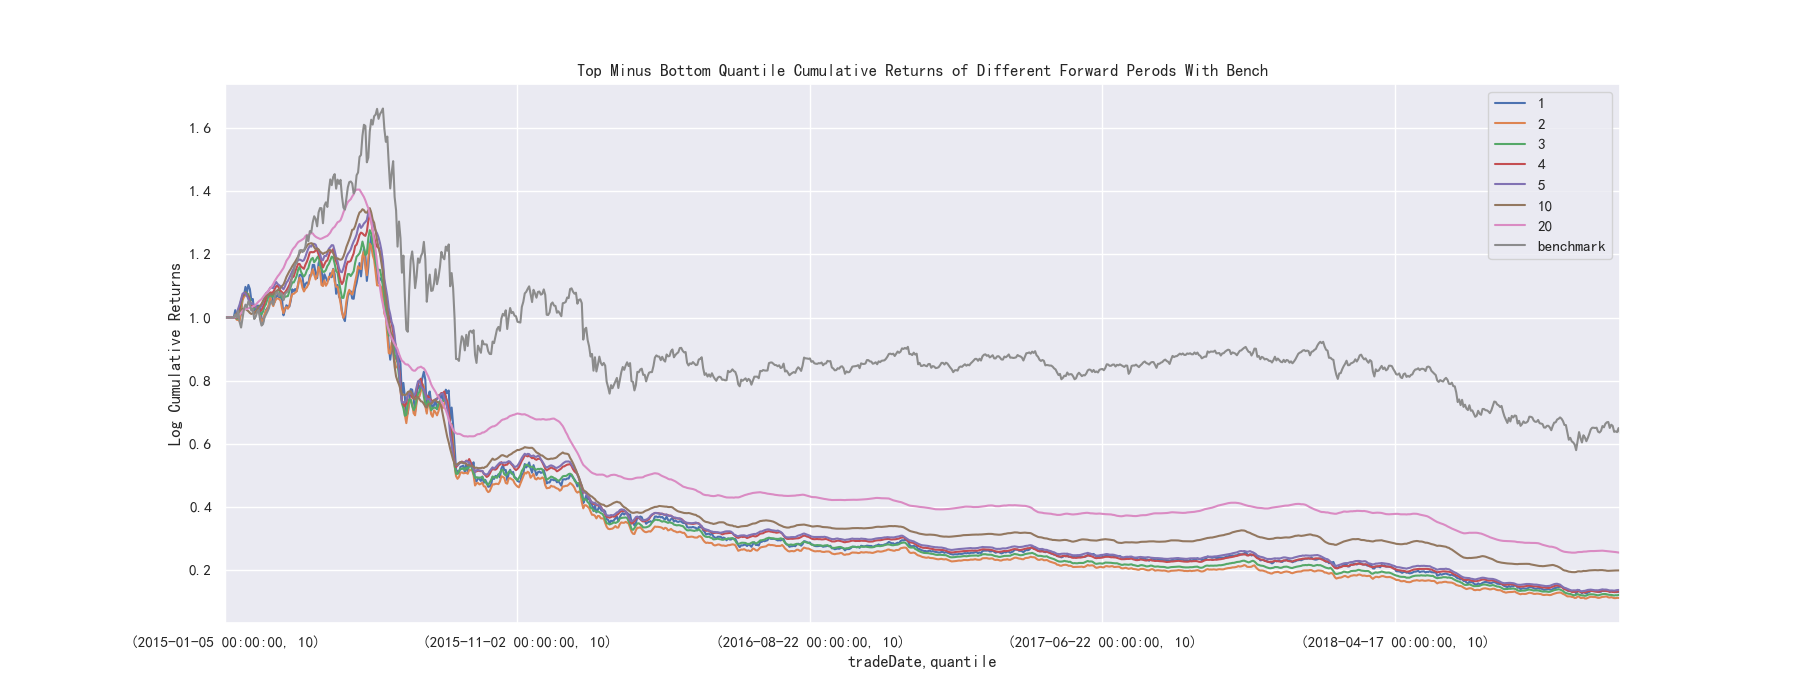 Top Minus Bottom Quantile Cumulative Returns of Different Forward Perods With Bench
1
2
3
4
5
10
20
benchmark
Log Cumulative Returns
1.6
1.4
1.2
1.0
0.8
0.6
0.4
0.2
(2015-01-05 00:00:00, 10)
(2015-11-02 00:00:00, 10)
(2016-08-22 00:00:00, 10)
(2017-06-22 00:00:00, 10)
(2018-04-17 00:00:00, 10)
tradeDate,quantile